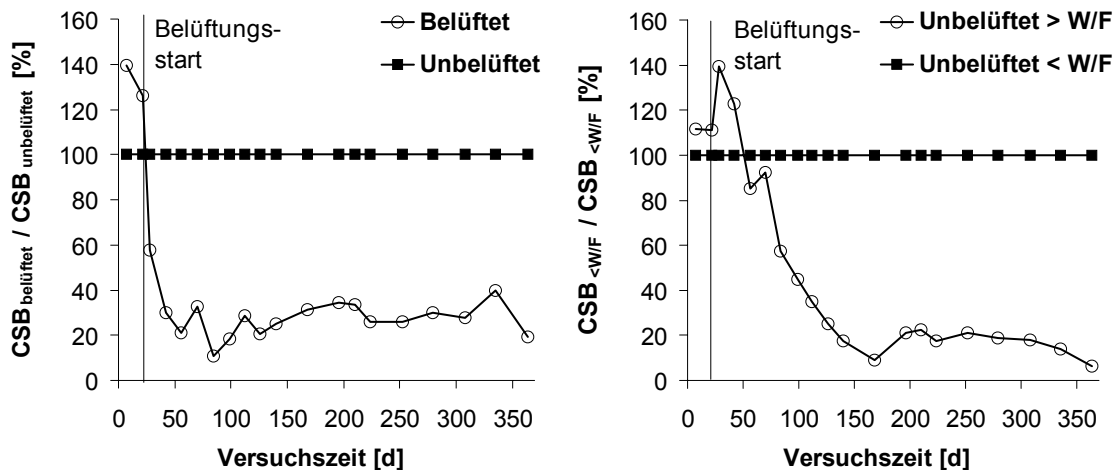 CSB belüftet / CSB unbelüftet [%]
160
140
120
100
80
60
40
20
0
Belüftungs-
start
Belüftet
Unbelüftet
0 50 100 150 200 250 300 350
Versuchszeit [d]
CSB <W/F / CSB <W/F [%]
160
140
120
100
80
60
40
20
0
Belüftungs-
start
Unbelüftet > W/F
Unbelüftet < W/F
0 50 100 150 200 250 300 350
Versuchszeit [d]